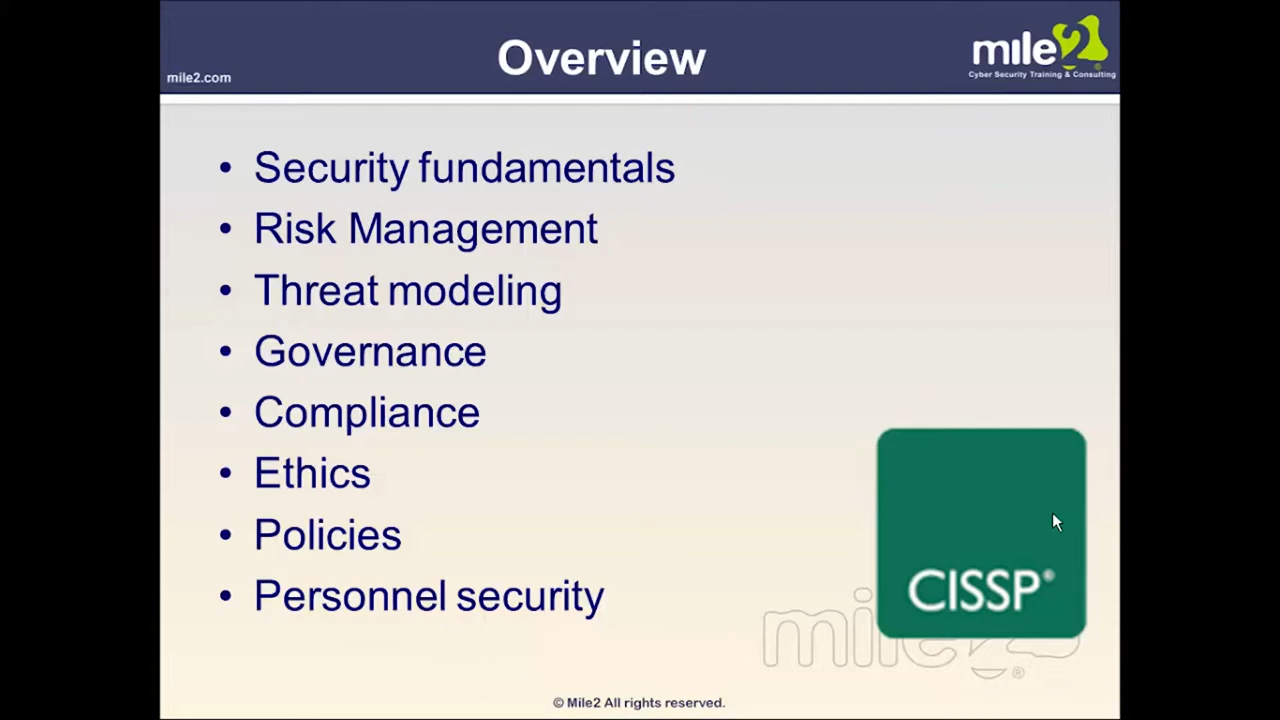 Overview
mile2.com
mile2®
Cyber Security Training & Consulting
• Security fundamentals
• Risk Management
• Threat modeling
• Governance
• Compliance
• Ethics
• Policies
• Personnel security
CISSP®
mile2®
© Mile2 All rights reserved.